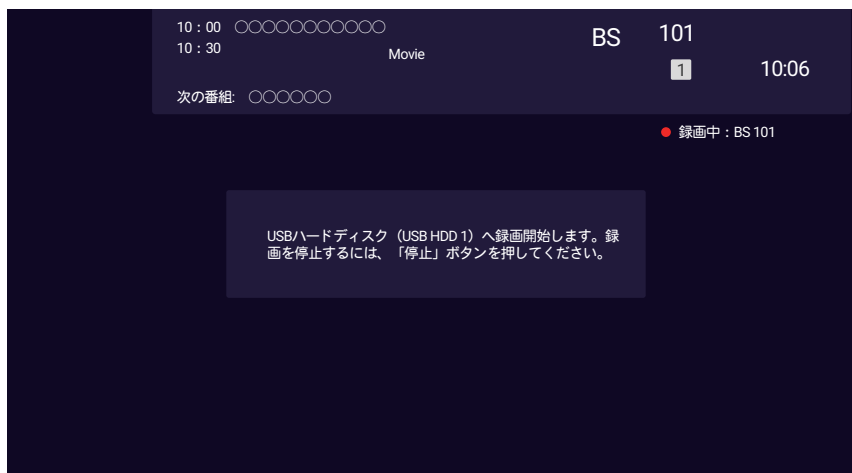 10：00 ○○○○○○○○○○○
10：30
Movie
BS 101
1 10:06
次の番組: ○○○○○○
録画中：BS 101
USBハードディスク（USB HDD 1）へ録画開始します。録
画を停止するには、「停止」ボタンを押してください。